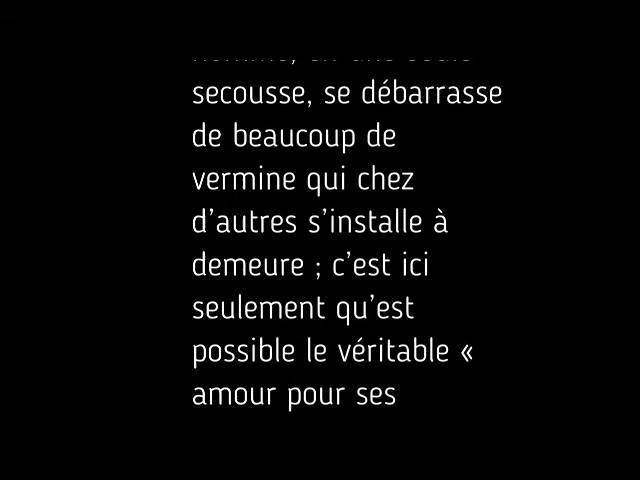 secousse, se débarrasse
de beaucoup de
vermine qui chez
d’autres s’installe à
demeure ; c’est ici
seulement qu’est
possible le véritable «
amour pour ses